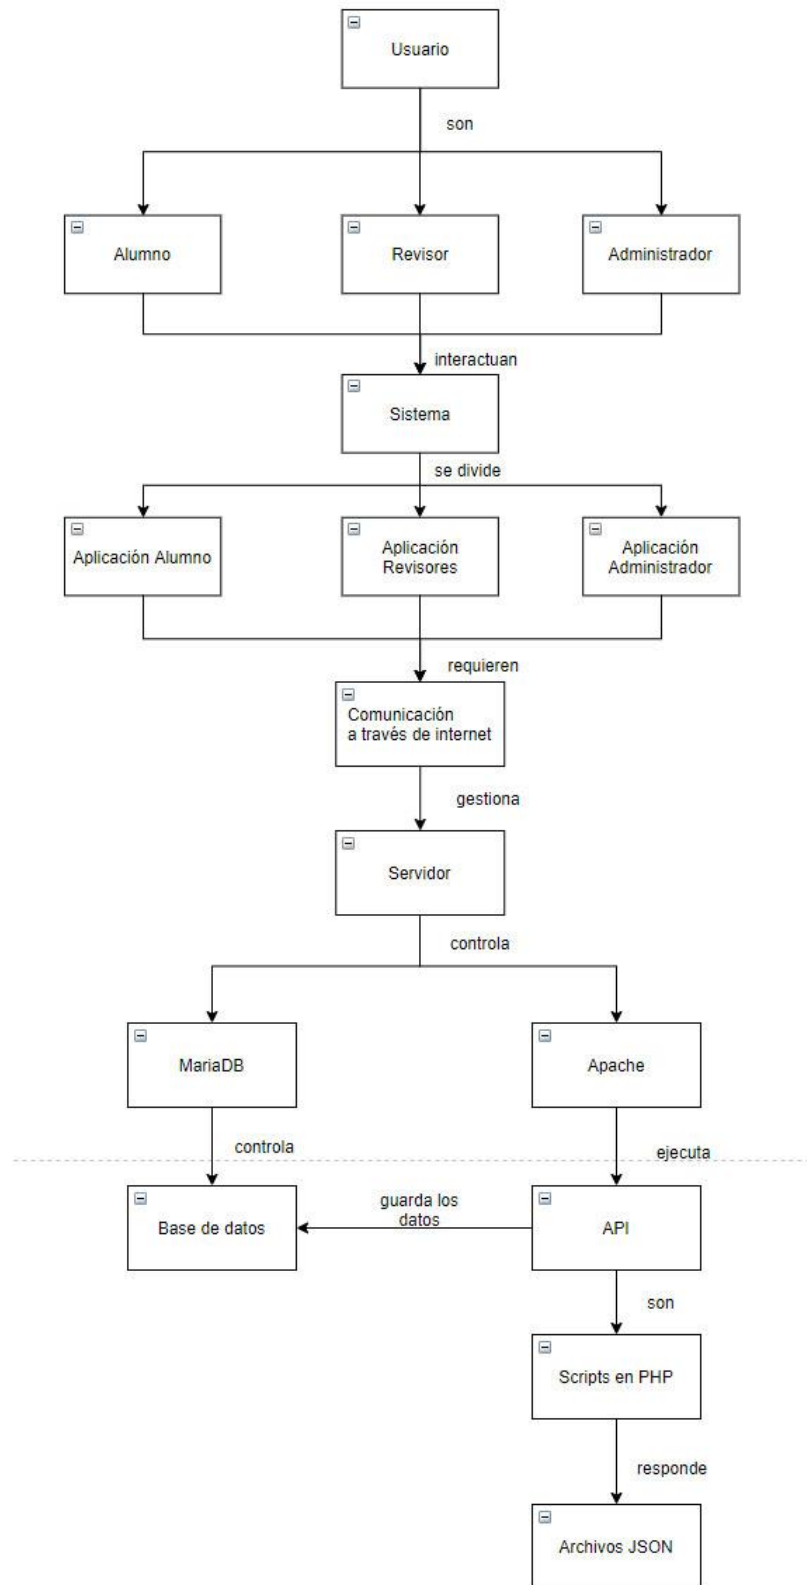 Usuario
son
Alumno
Revisor
Administrador
interactuan
Sistema
se divide
Aplicación Alumno
Aplicación
Revisores
Aplicación
Administrador
requieren
Comunicación
a través de internet
gestiona
Servidor
controla
MariaDB
Apache
controla
ejecuta
Base de datos
guarda los
datos
API
son
Scripts en PHP
responde
Archivos JSON